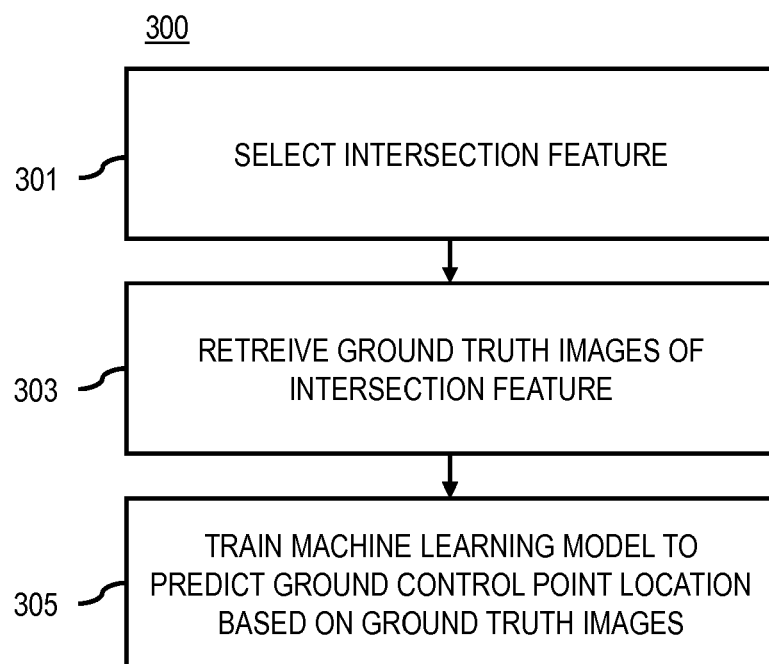 300
301
SELECT INTERSECTION FEATURE
303
RETREIVE GROUND TRUTH IMAGES OF
INTERSECTION FEATURE
305
TRAIN MACHINE LEARNING MODEL TO
PREDICT GROUND CONTROL POINT LOCATION
BASED ON GROUND TRUTH IMAGES